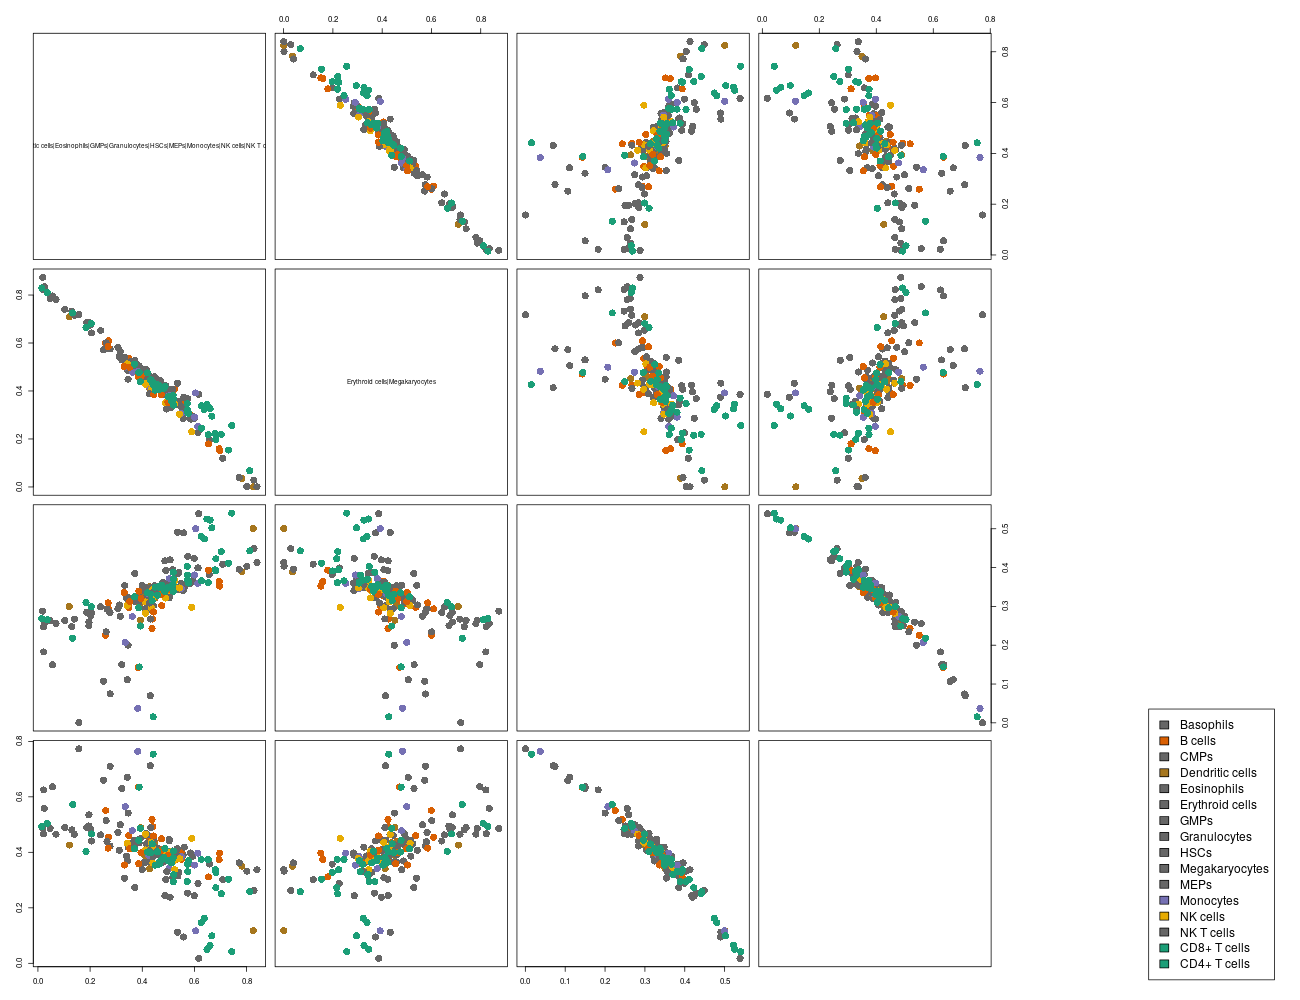 0.0 0.2 0.4 0.6 0.8
0.0 0.2 0.4 0.6 0.8
cells|Eosinophils|GMPs|Granulocytes|HSCs|MEPs|Monocytes|NK cells|NK T
0.0 0.2 0.4 0.6 0.8
0.0 0.2 0.4 0.6 0.8
Erythroid cells|Megakaryocytes
0.0 0.1 0.2 0.3 0.4 0.5
0.0 0.2 0.4 0.6 0.8
0.0 0.2 0.4 0.6 0.8
0.0 0.1 0.2 0.3 0.4 0.5
Basophils
B cells
CMPs
Dendritic cells
Eosinophils
Erythroid cells
GMPs
Granulocytes
HSCs
Megakaryocytes
MEPs
Monocytes
NK cells
NK T cells
CD8+ T cells
CD4+ T cells